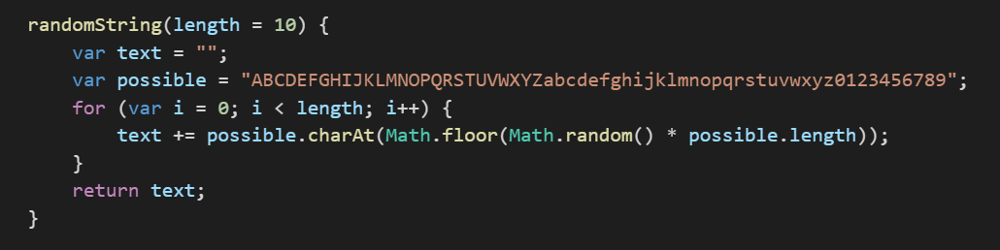 randomString(length = 10) {
    var text = "";
    var possible = "ABCDEFGHIJKLMNOPQRSTUVWXYZabcdefghijklmnopqrstuvwxyz0123456789";
    for (var i = 0; i < length; i++) {
        text += possible.charAt(Math.floor(Math.random() * possible.length));
    }
    return text;
}